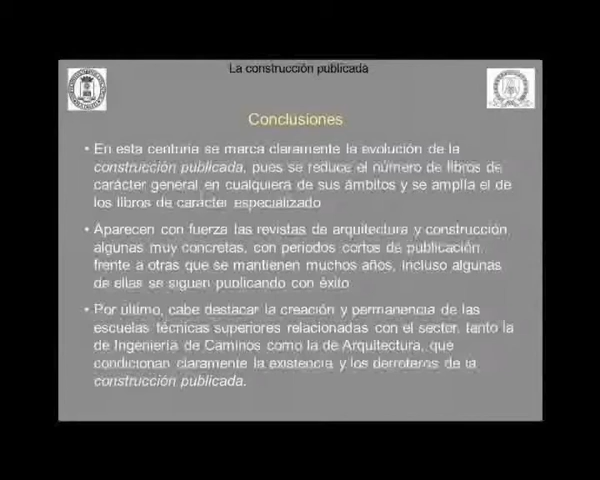 La construcción publicada
Conclusiones
• En esta centuria se marca claramente la evolución de la
construcción publicada, pues se reduce el número de libros de
carácter general en cualquiera de sus ámbitos y se amplia el de
los libros de carácter especializado
• Aparecen con fuerza las revistas de arquitectura y construcción
algunas muy concretas, con periodos cortos de publicación
frente a otras que se mantienen muchos años, incluso algunas
de ellas se siguen publicando con éxito
• Por último, cabe destacar la creación y permanencia de las
escuelas técnicas superiores relacionadas con el sector, tanto la
de Ingeniería de Caminos como la de Arquitectura, que
condicionan claramente la existencia y los derroteros de la
construcción publicada.